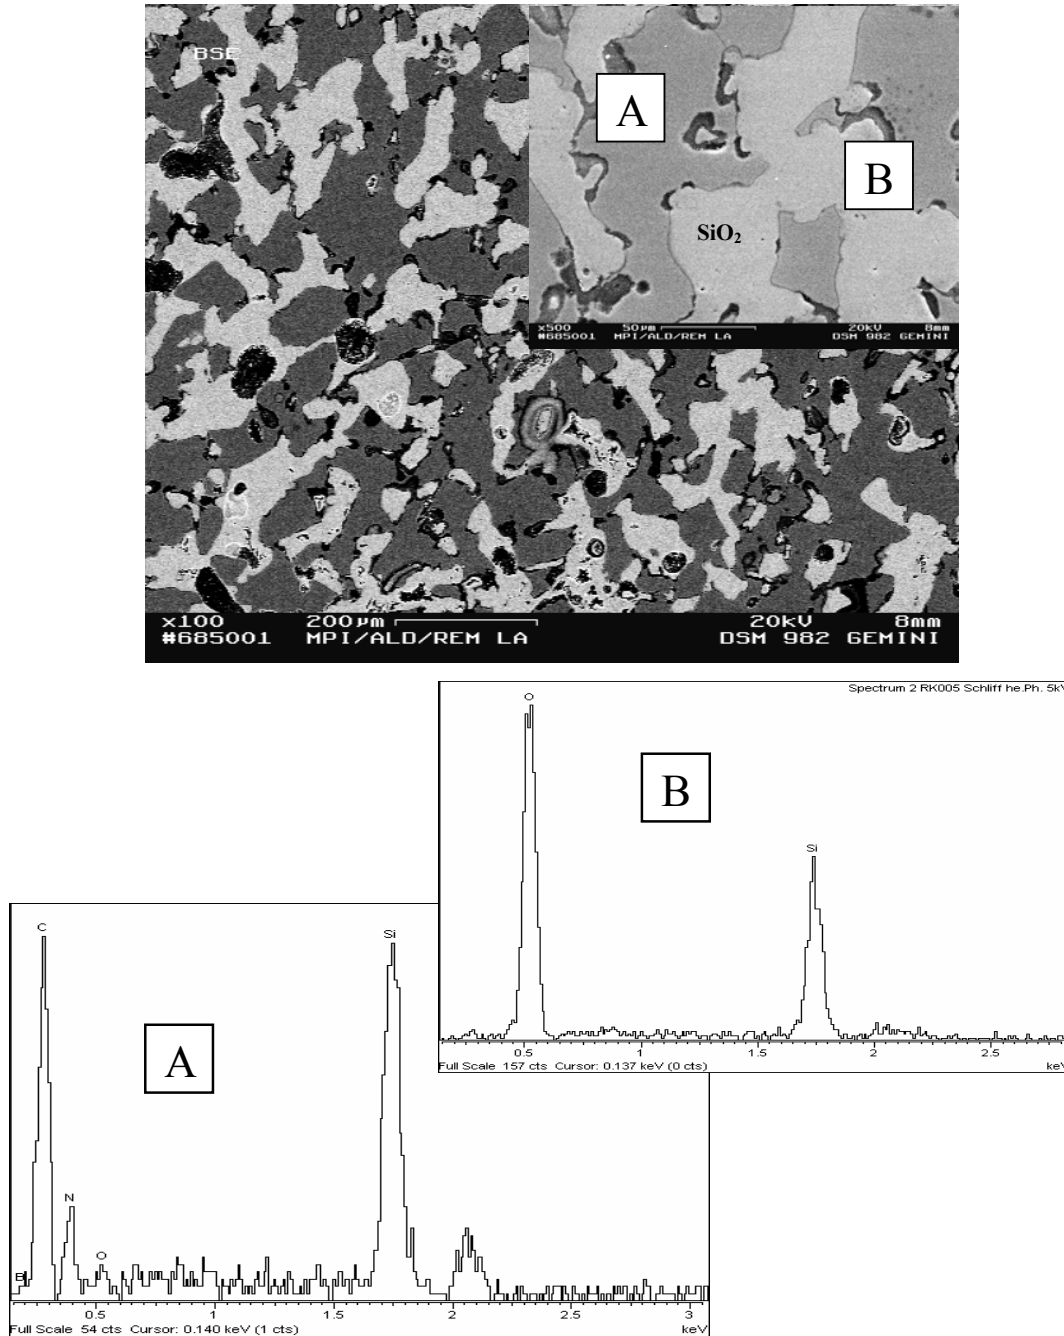 BSE
A
B
SiO₂
x500 50µm 20kV 8mm
#685001 MPI/ALD/REM LA DSM 982 GEMINI
x100 200µm 20kV 8mm
#685001 MPI/ALD/REM LA DSM 982 GEMINI
Spectrum 2 RK005 Schliff he.Ph. 5kV
O
B
Si
0.5 1 1.5 2 2.5
Full Scale 157 cts Cursor: 0.137 keV (0 cts) keV
C
Si
A
N
O
B
0.5 1 1.5 2 2.5 3
Full Scale 54 cts Cursor: 0.140 keV (1 cts) keV